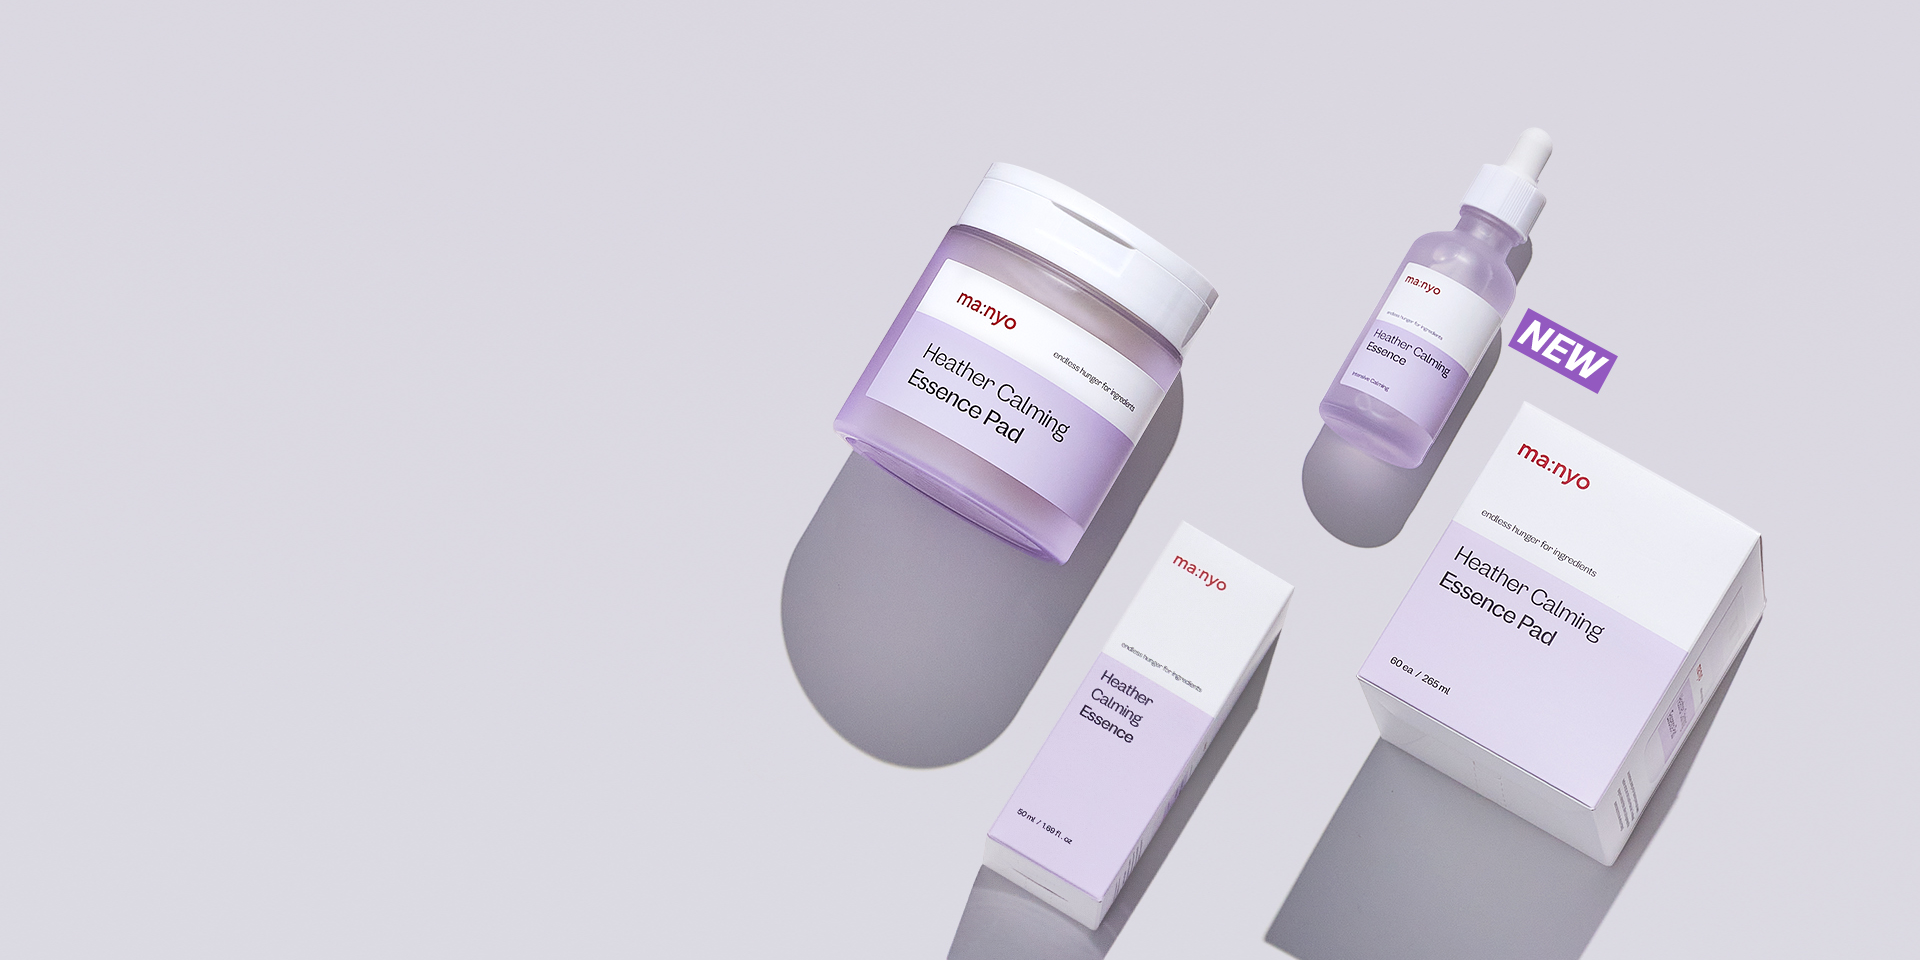 ma:nyo
endless hunger for ingredients
Heather Calming
Essence Pad
ma:nyo
endless hunger for ingredients
Heather Calming
Essence
Intensive Calming
NEW
ma:nyo
endless hunger for ingredients
Heather
Calming
Essence
50 ml / 1.69 fl. oz
ma:nyo
endless hunger for ingredients
Heather Calming
Essence Pad
60 ea / 265 ml